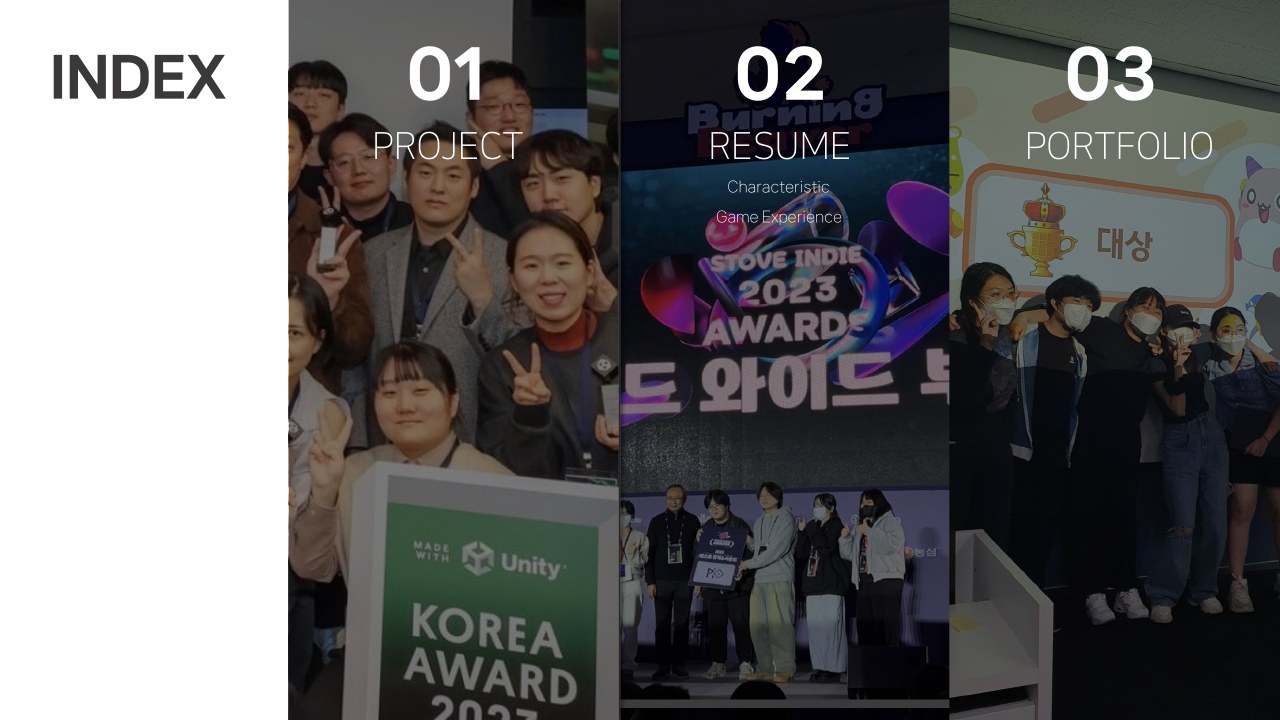 INDEX
01
PROJECT
MADE
WITH
Unity
KOREA
AWARD
02
RESUME
Characteristic
Game Experience
Burning
STOVE INDIE
2023
AWARDS
드 와이드 부
03
PORTFOLIO
대상